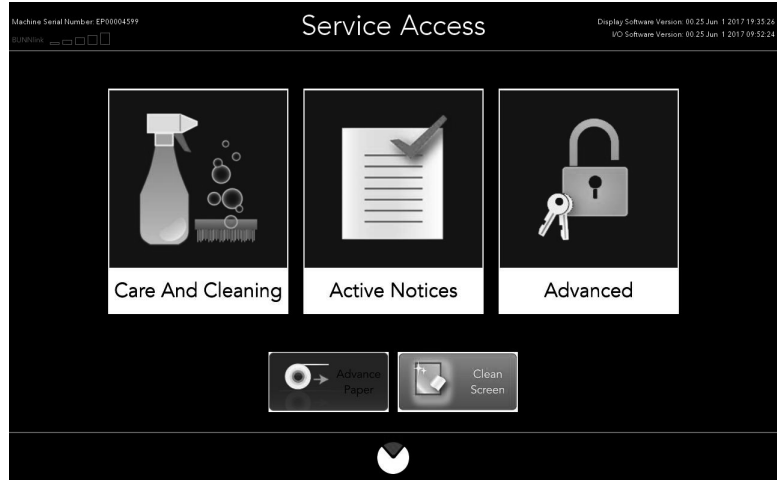 Machine Serial Number: EP00004599
Service Access
Display Software Version: 00.25 Jun 1 2017 19:35:26
I/O Software Version: 00.25 Jun 1 2017 09:52:24
BUNNlink
Care And Cleaning
Active Notices
Advanced
Advance
Paper
Clean
Screen